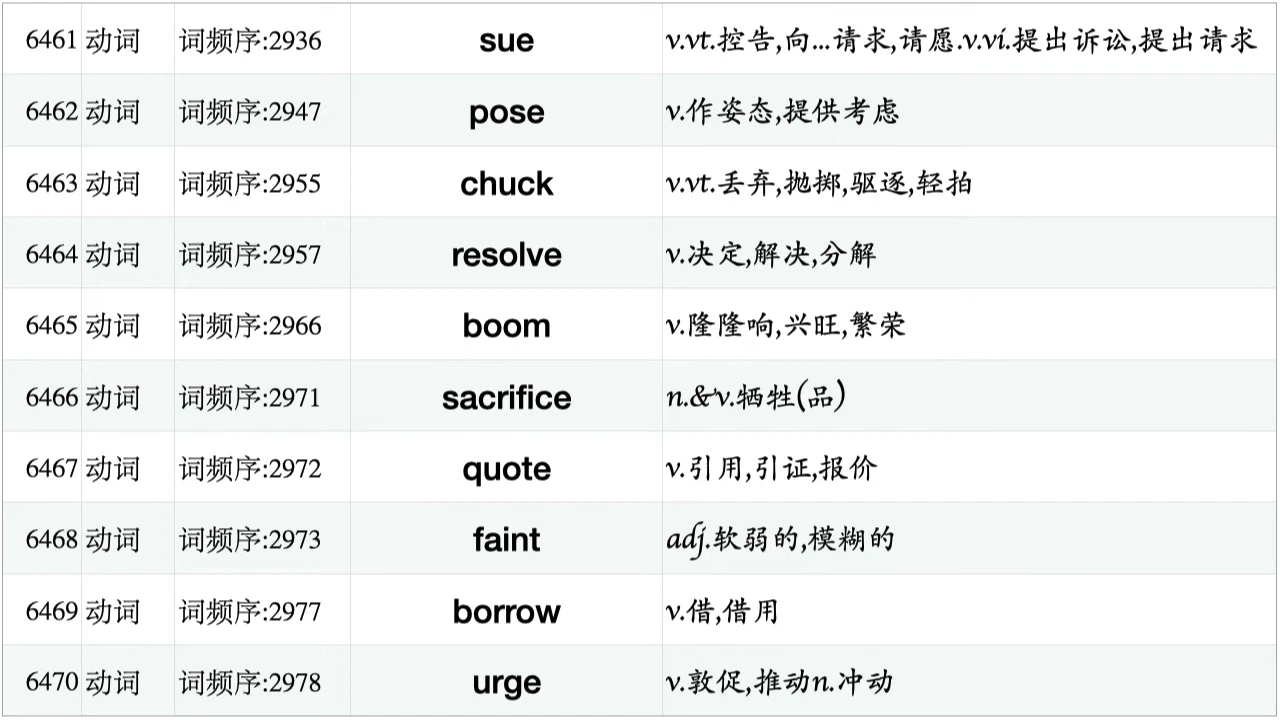 6461 动词 词频序:2936 sue v.vt.控告,向...请求,请愿.v.vi.提出诉讼,提出请求
6462 动词 词频序:2947 pose v.作姿态,提供考虑
6463 动词 词频序:2955 chuck v.vt.丢弃,抛掷,驱逐,轻拍
6464 动词 词频序:2957 resolve v.决定,解决,分解
6465 动词 词频序:2966 boom v.隆隆响,兴旺,繁荣
6466 动词 词频序:2971 sacrifice n.&v.牺牲(品)
6467 动词 词频序:2972 quote v.引用,引证,报价
6468 动词 词频序:2973 faint adj.软弱的,模糊的
6469 动词 词频序:2977 borrow v.借,借用
6470 动词 词频序:2978 urge v.敦促,推动n.冲动